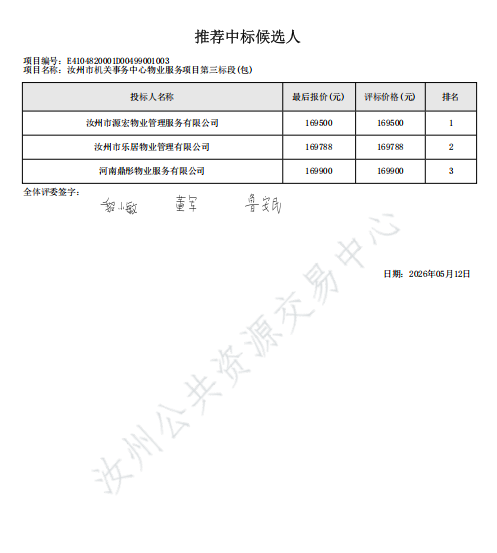 推荐中标候选人
项目编号：E4104820001D00499001003
项目名称：汝州市机关事务中心物业服务项目第三标段(包)
投标人名称 最后报价(元) 评标价格(元) 排名
汝州市源宏物业管理服务有限公司 169500 169500 1
汝州市乐居物业管理有限公司 169788 169788 2
河南鼎彤物业服务有限公司 169900 169900 3
全体评委签字：
日期：2026年05月12日
汝州公共资源交易中心